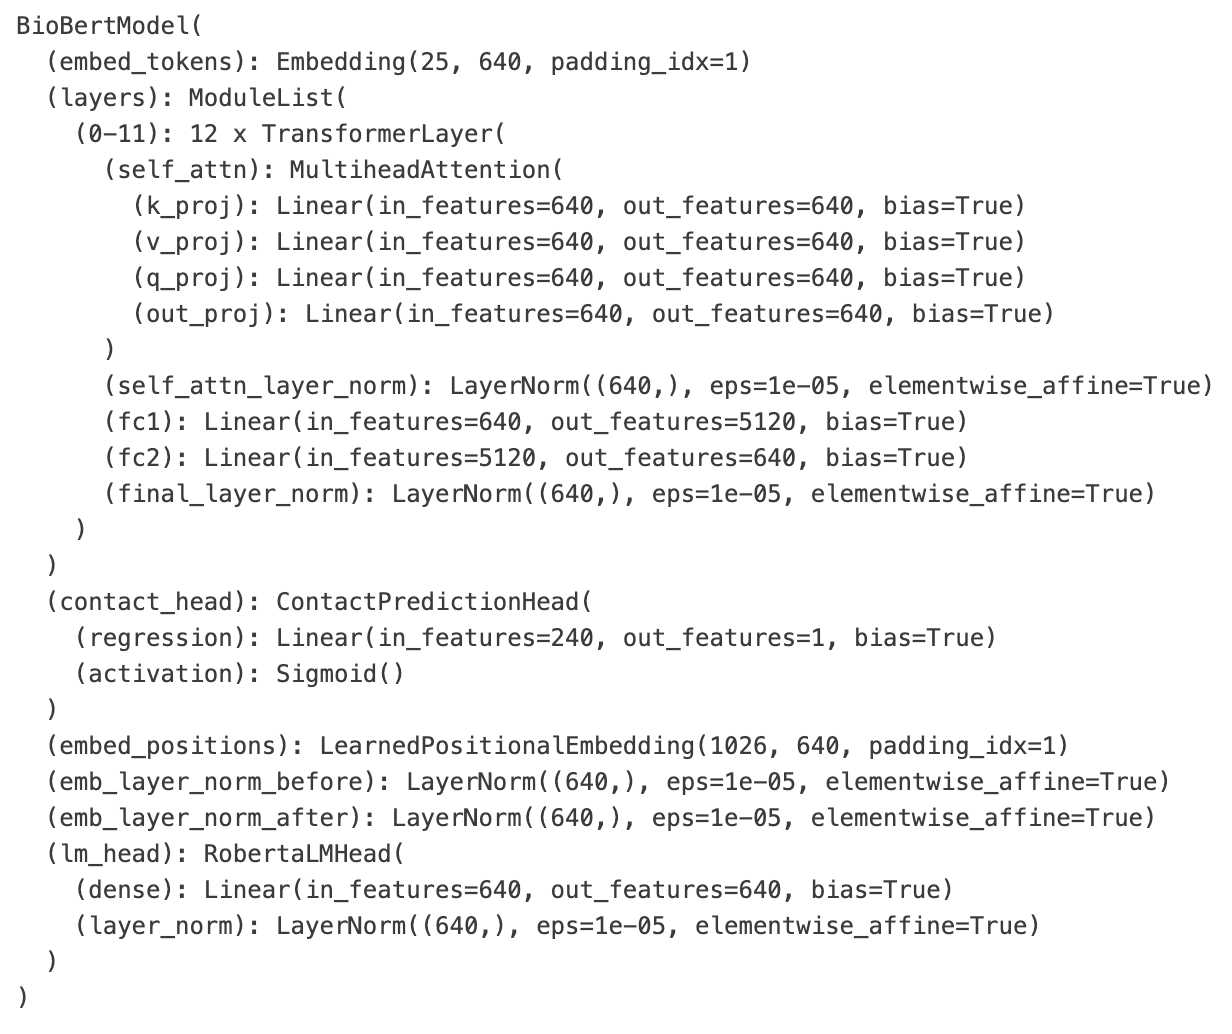 BioBertModel(
  (embed_tokens): Embedding(25, 640, padding_idx=1)
  (layers): ModuleList(
    (0-11): 12 x TransformerLayer(
      (self_attn): MultiheadAttention(
        (k_proj): Linear(in_features=640, out_features=640, bias=True)
        (v_proj): Linear(in_features=640, out_features=640, bias=True)
        (q_proj): Linear(in_features=640, out_features=640, bias=True)
        (out_proj): Linear(in_features=640, out_features=640, bias=True)
      )
      (self_attn_layer_norm): LayerNorm((640,), eps=1e-05, elementwise_affine=True)
      (fc1): Linear(in_features=640, out_features=5120, bias=True)
      (fc2): Linear(in_features=5120, out_features=640, bias=True)
      (final_layer_norm): LayerNorm((640,), eps=1e-05, elementwise_affine=True)
    )
  )
  (contact_head): ContactPredictionHead(
    (regression): Linear(in_features=240, out_features=1, bias=True)
    (activation): Sigmoid()
  )
  (embed_positions): LearnedPositionalEmbedding(1026, 640, padding_idx=1)
  (emb_layer_norm_before): LayerNorm((640,), eps=1e-05, elementwise_affine=True)
  (emb_layer_norm_after): LayerNorm((640,), eps=1e-05, elementwise_affine=True)
  (lm_head): RobertaLMHead(
    (dense): Linear(in_features=640, out_features=640, bias=True)
    (layer_norm): LayerNorm((640,), eps=1e-05, elementwise_affine=True)
  )
)